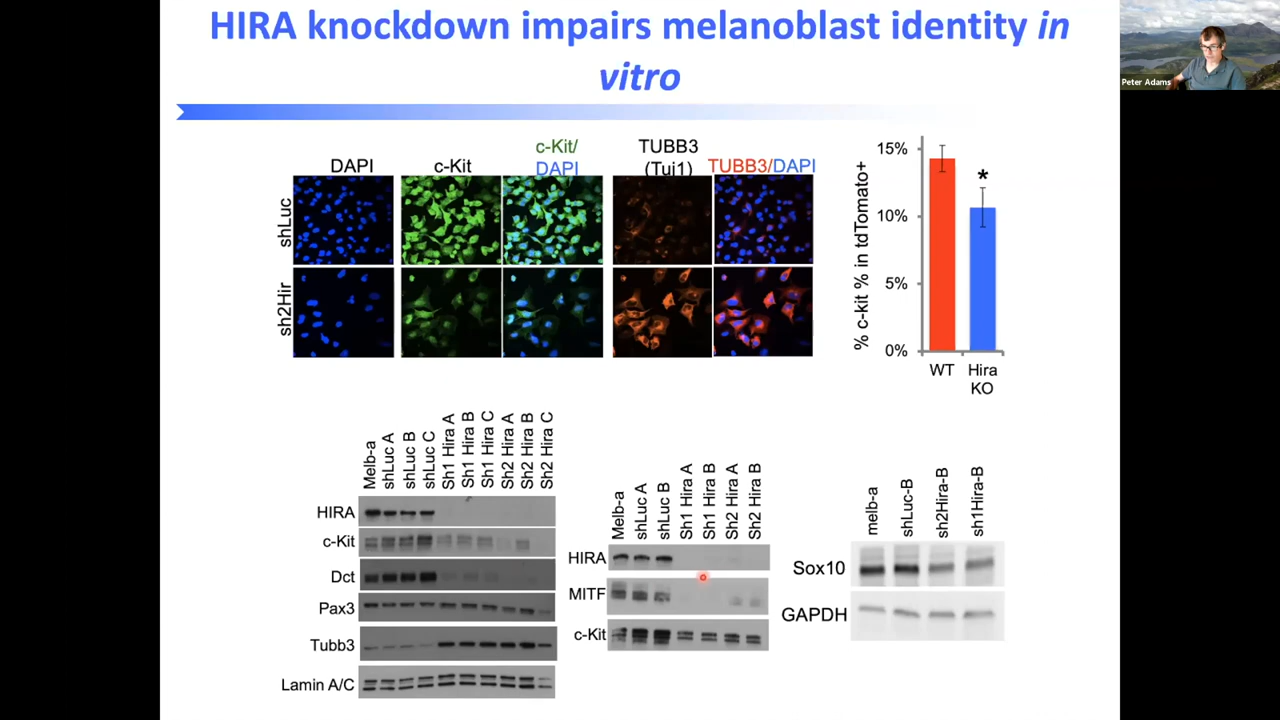 HIRA knockdown impairs melanoblast identity in
vitro
Peter Adams
DAPI
c-Kit
c-Kit/
DAPI
TUBB3
(Tuj1)
TUBB3/DAPI
shLuc
sh2Hir
% c-kit % in tdTomato+
15%
10%
5%
0%
*
WT
Hira
KO
Melb-a
shLuc A
shLuc B
shLuc C
Sh1 Hira A
Sh1 Hira B
Sh1 Hira C
Sh2 Hira A
Sh2 Hira B
Sh2 Hira C
HIRA
c-Kit
Dct
Pax3
Tubb3
Lamin A/C
Melb-a
shLuc A
shLuc B
Sh1 Hira A
Sh1 Hira B
Sh2 Hira A
Sh2 Hira B
HIRA
MITF
c-Kit
melb-a
shLuc-B
sh2Hira-B
sh1Hira-B
Sox10
GAPDH